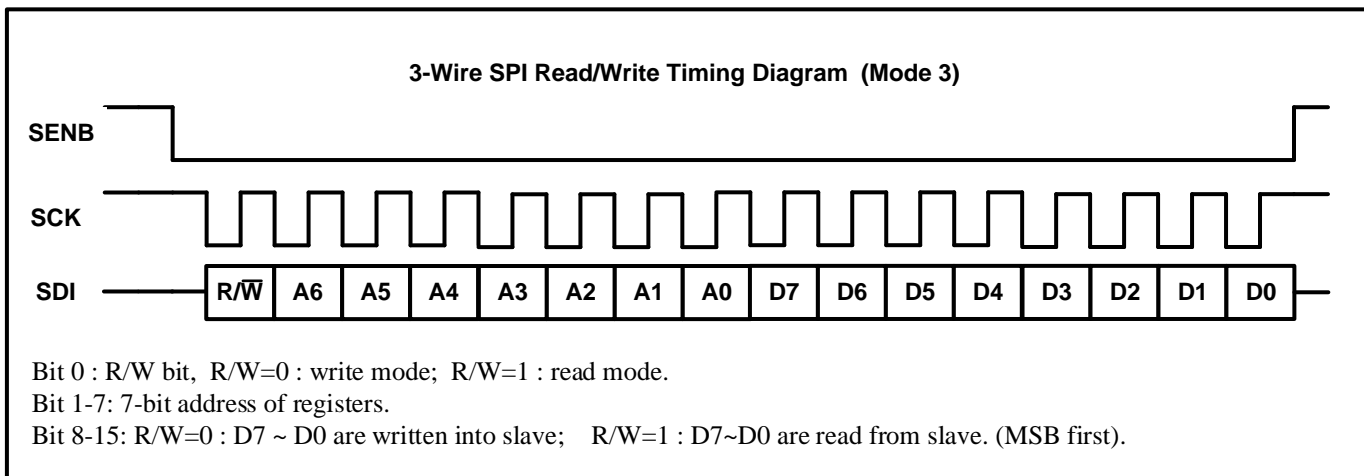 3-Wire SPI Read/Write Timing Diagram (Mode 3)
SENB
SCK
SDI R/W̅ A6 A5 A4 A3 A2 A1 A0 D7 D6 D5 D4 D3 D2 D1 D0
Bit 0 : R/W bit, R/W=0 : write mode; R/W=1 : read mode.
Bit 1-7: 7-bit address of registers.
Bit 8-15: R/W=0 : D7 ~ D0 are written into slave; R/W=1 : D7~D0 are read from slave. (MSB first).